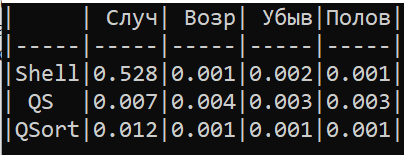 |     | Случ| Возр| Убыв|Полов|
|-----|-----|-----|-----|-----|
|Shell|0.528|0.001|0.002|0.001|
| QS  |0.007|0.004|0.003|0.003|
|QSort|0.012|0.001|0.001|0.001|